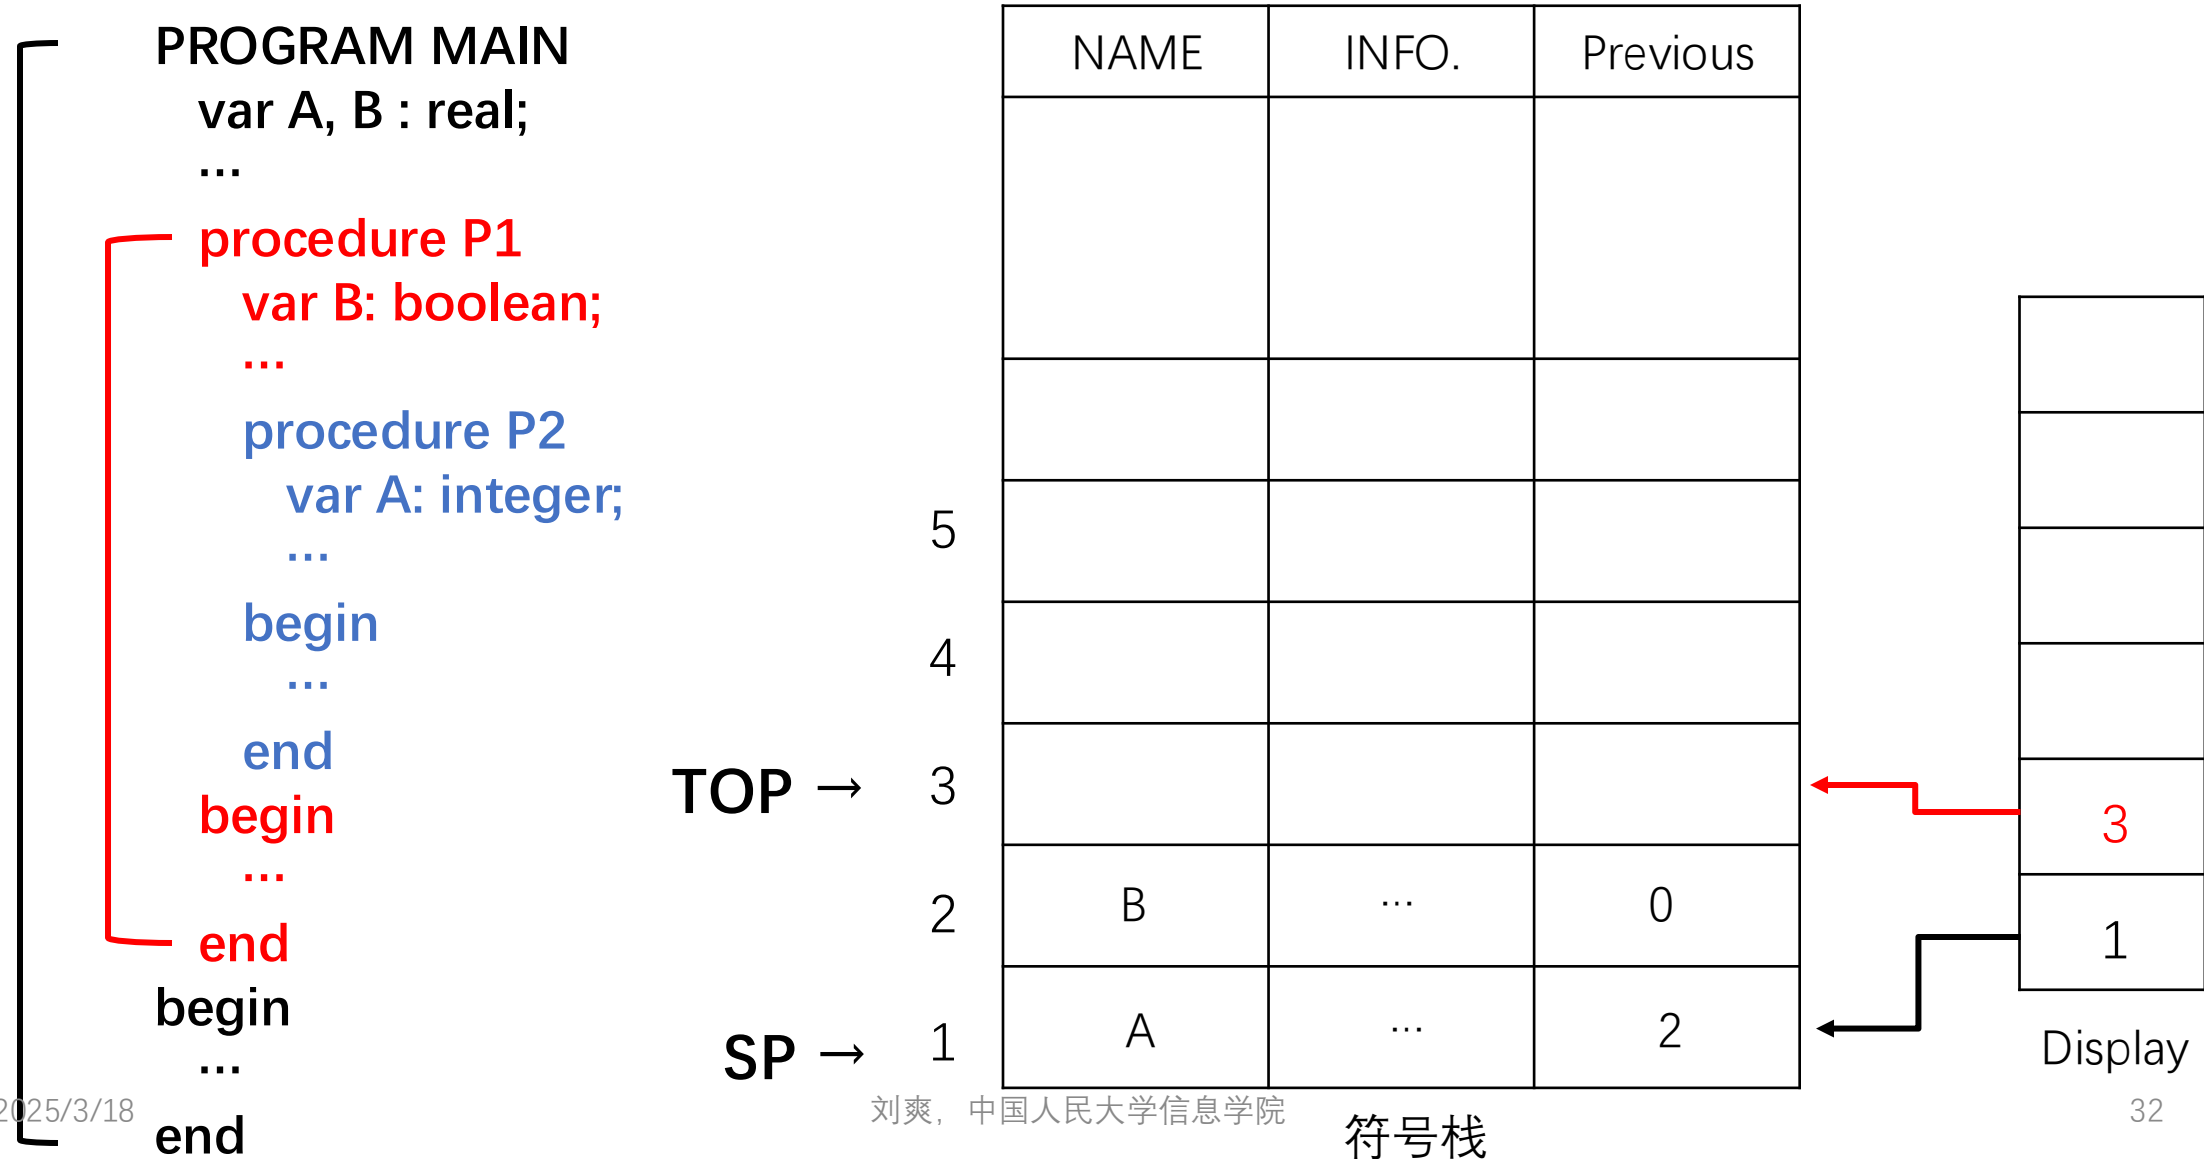 PROGRAM MAIN
var A, B : real;
...
procedure P1
var B: boolean;
...
procedure P2
var A: integer;
...
begin
...
end
begin
...
end
begin
...
end
NAME INFO. Previous
5
4
TOP → 3
2 B ... 0
SP → 1 A ... 2
符号栈
3
1
Display
2025/3/18
刘爽，中国人民大学信息学院
32